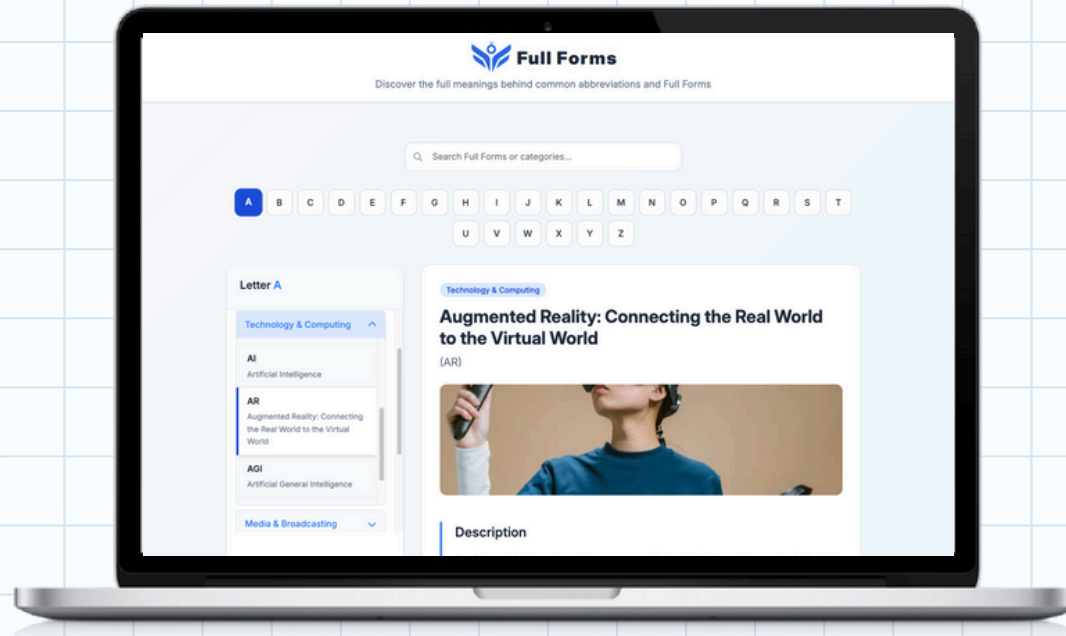 Full Forms
Discover the full meanings behind common abbreviations and Full Forms
Search Full Forms or categories...
A B C D E F G H I J K L M N O P Q R S T
U V W X Y Z
Letter A
Technology & Computing
AI
Artificial Intelligence
AR
Augmented Reality: Connecting
the Real World to the Virtual
World
AGI
Artificial General Intelligence
Media & Broadcasting
Technology & Computing
Augmented Reality: Connecting the Real World
to the Virtual World
(AR)
Description